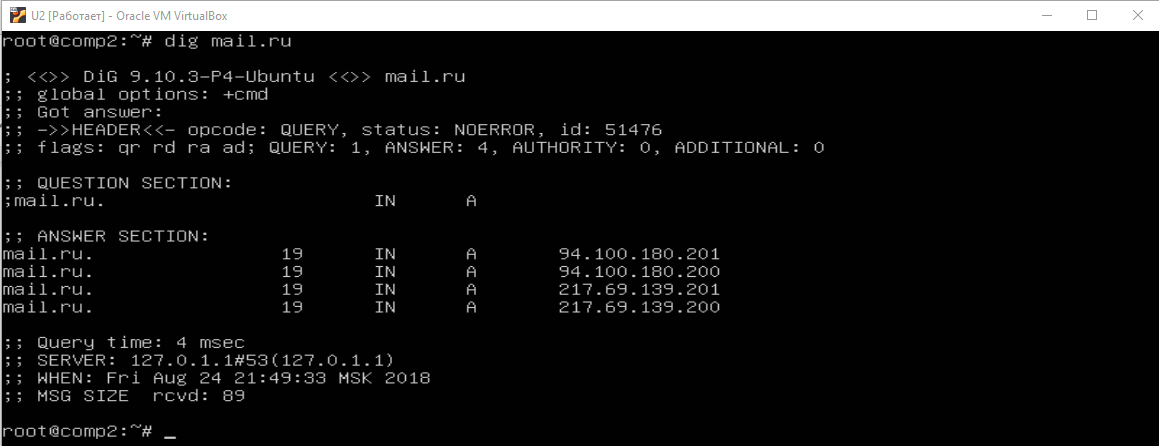 U2 [Работает] - Oracle VM VirtualBox
root@comp2:~# dig mail.ru
; <<>> DiG 9.10.3-P4-Ubuntu <<>> mail.ru
;; global options: +cmd
;; Got answer:
;; ->>HEADER<<- opcode: QUERY, status: NOERROR, id: 51476
;; flags: qr rd ra ad; QUERY: 1, ANSWER: 4, AUTHORITY: 0, ADDITIONAL: 0
;; QUESTION SECTION:
;mail.ru. IN A
;; ANSWER SECTION:
mail.ru. 19 IN A 94.100.180.201
mail.ru. 19 IN A 94.100.180.200
mail.ru. 19 IN A 217.69.139.201
mail.ru. 19 IN A 217.69.139.200
;; Query time: 4 msec
;; SERVER: 127.0.1.1#53(127.0.1.1)
;; WHEN: Fri Aug 24 21:49:33 MSK 2018
;; MSG SIZE rcvd: 89
root@comp2:~# _